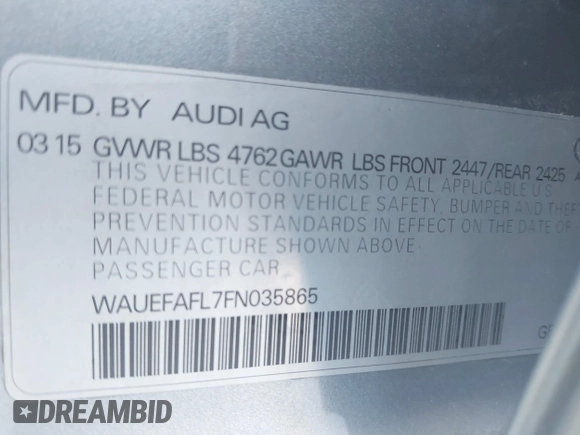 MFD. BY AUDI AG
03 15 GVWR LBS 4762 GAWR LBS FRONT 2447/REAR 2425
THIS VEHICLE CONFORMS TO ALL APPLICABLE U.S.
FEDERAL MOTOR VEHICLE SAFETY, BUMPER AND THEF
PREVENTION STANDARDS IN EFFECT ON THE DATE OF
MANUFACTURE SHOWN ABOVE.
PASSENGER CAR
WAUEFAFL7FN035865
DREAMBID